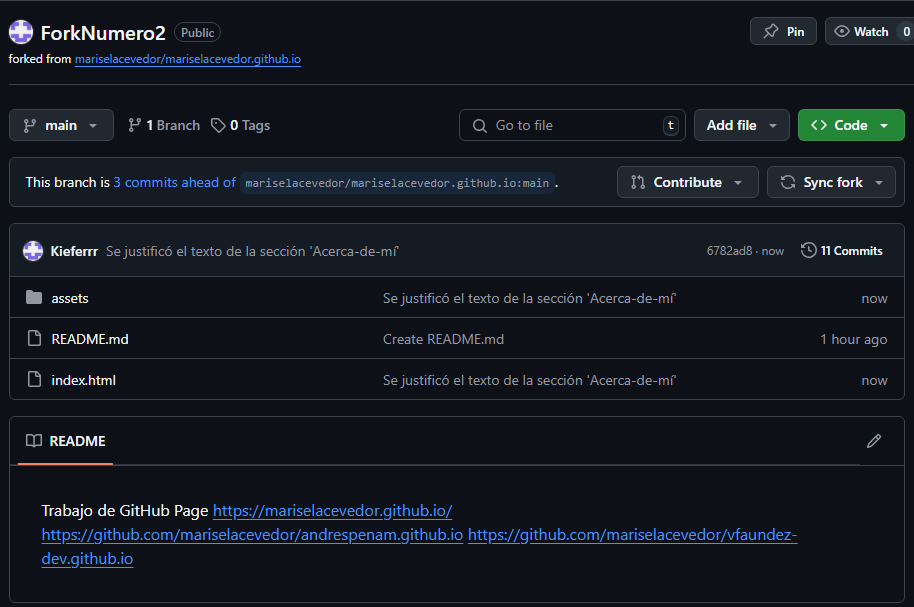 ForkNumero2 Public Pin Watch 0
forked from mariselacevedor/mariselacevedor.github.io
main 1 Branch 0 Tags Go to file t Add file Code
This branch is 3 commits ahead of mariselacevedor/mariselacevedor.github.io:main . Contribute Sync fork
Kieferrr Se justificó el texto de la sección 'Acerca-de-mí' 6782ad8 · now 11 Commits
assets Se justificó el texto de la sección 'Acerca-de-mí' now
README.md Create README.md 1 hour ago
index.html Se justificó el texto de la sección 'Acerca-de-mí' now
README
Trabajo de GitHub Page https://mariselacevedor.github.io/
https://github.com/mariselacevedor/andrespenam.github.io https://github.com/mariselacevedor/vfaundez-
dev.github.io